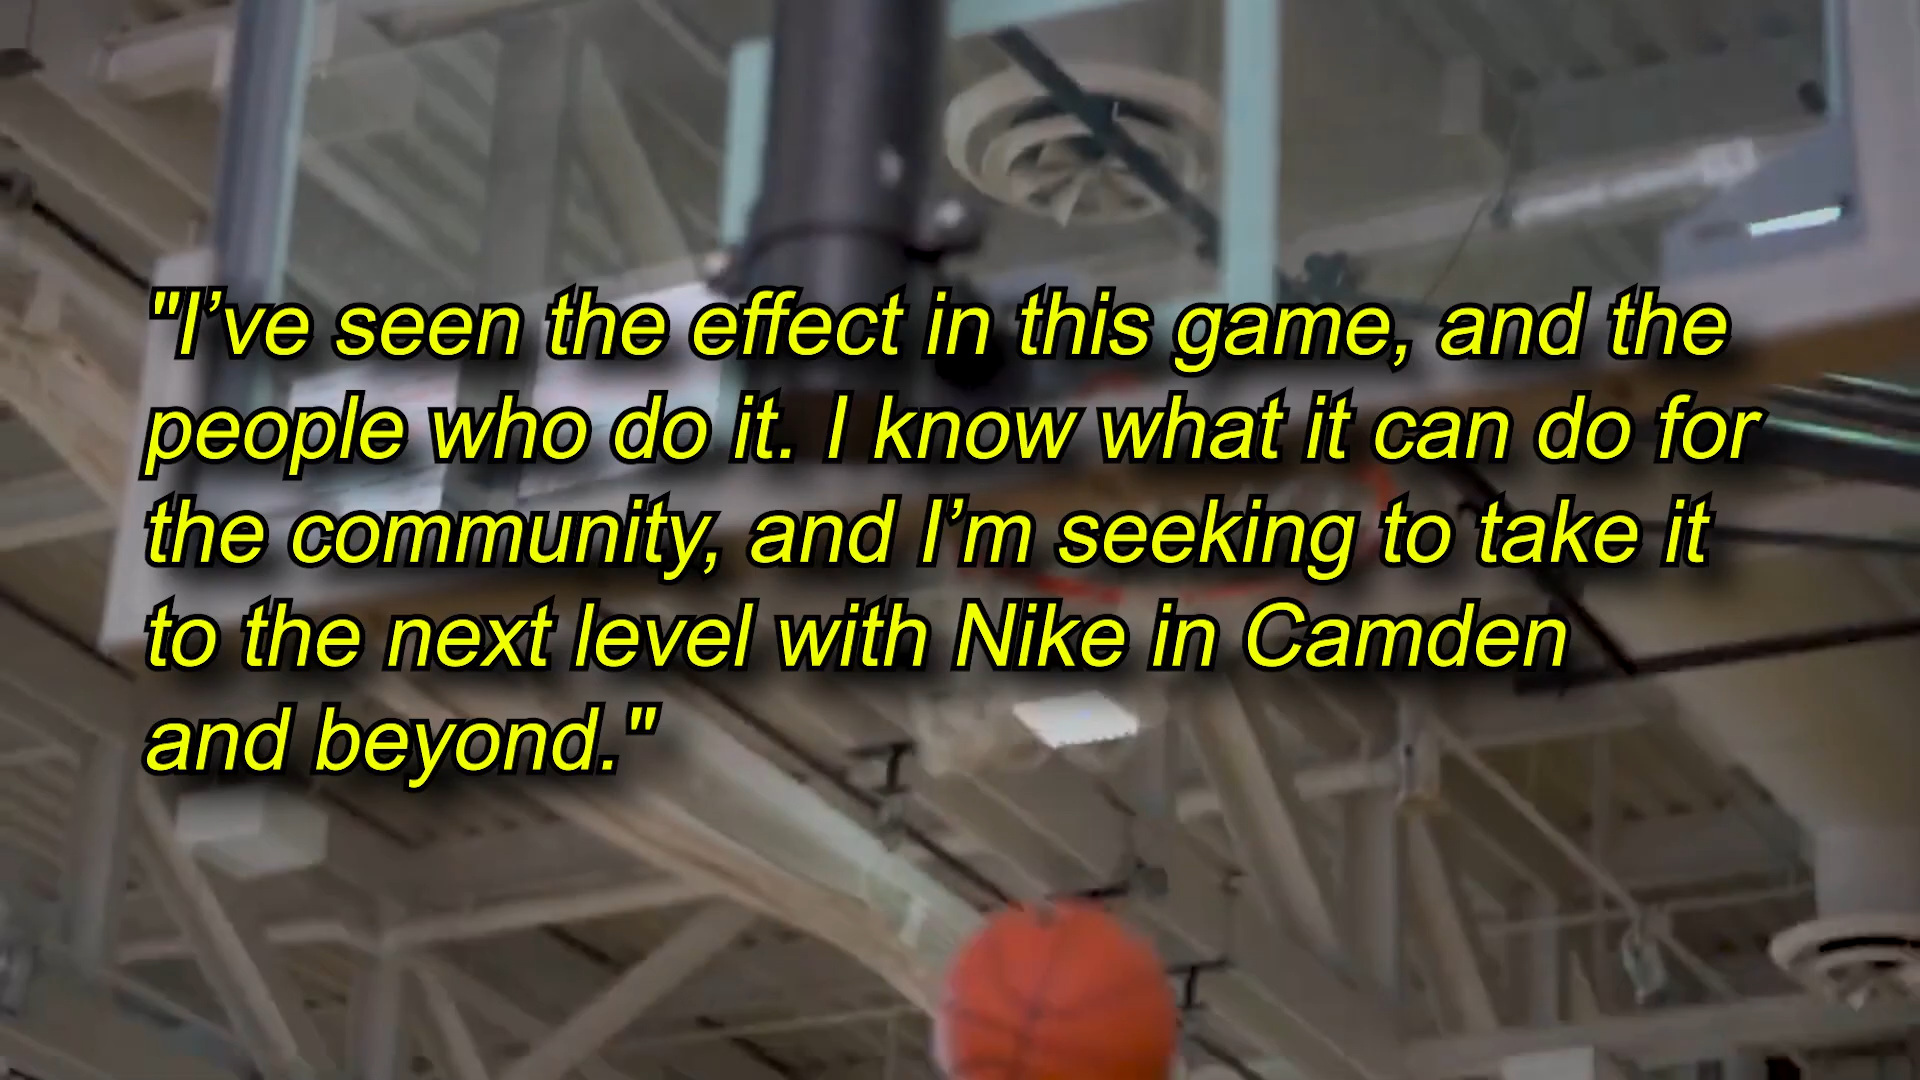 "I’ve seen the effect in this game, and the
people who do it. I know what it can do for
the community, and I’m seeking to take it
to the next level with Nike in Camden
and beyond."